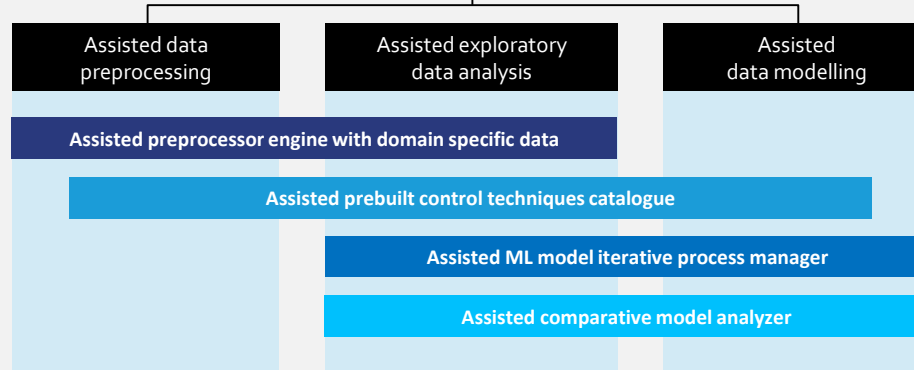 Assisted data
preprocessing
Assisted exploratory
data analysis
Assisted
data modelling
Assisted preprocessor engine with domain specific data
Assisted prebuilt control techniques catalogue
Assisted ML model iterative process manager
Assisted comparative model analyzer